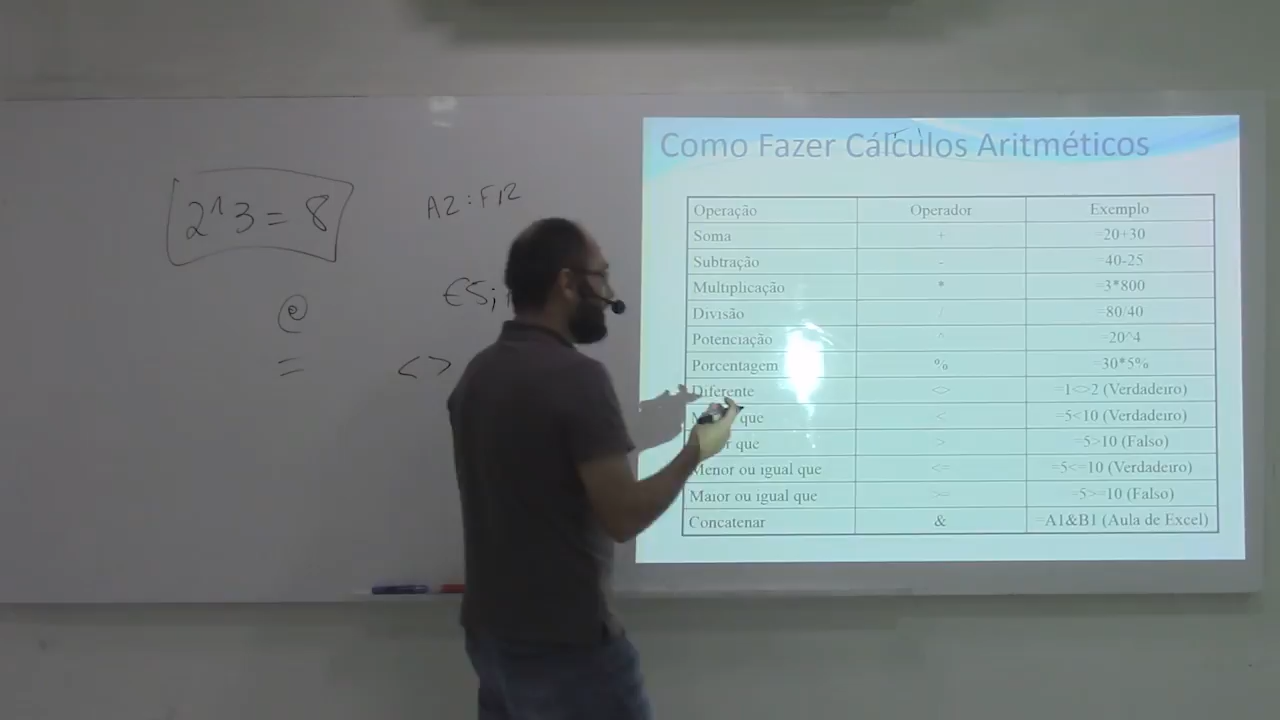 2^3 = 8
A2:F12
@
=
<>
Como Fazer Cálculos Aritméticos
Operação Operador Exemplo
Soma + =20+30
Subtração - =40-25
Multiplicação * =3*800
Divisão / =80/40
Potenciação ^ =20^4
Porcentagem % =30*5%
Diferente <> =1<>2 (Verdadeiro)
que < =5<10 (Verdadeiro)
que > =5>10 (Falso)
Menor ou igual que <= =5<=10 (Verdadeiro)
Maior ou igual que >= =5>=10 (Falso)
Concatenar & =A1&B1 (Aula de Excel)